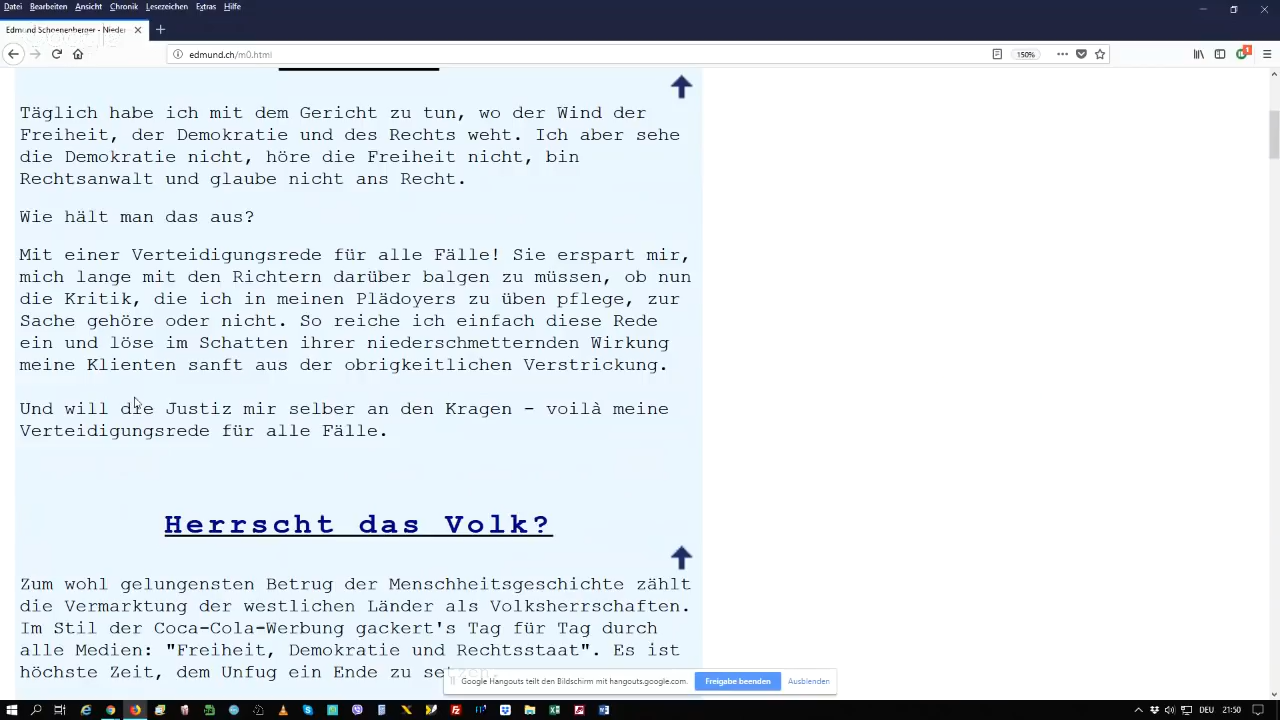 Datei Bearbeiten Ansicht Chronik Lesezeichen Extras Hilfe
Edmund Schoenenberger - Nieder
edmund.ch/m0.html
150%
Täglich habe ich mit dem Gericht zu tun, wo der Wind der
Freiheit, der Demokratie und des Rechts weht. Ich aber sehe
die Demokratie nicht, höre die Freiheit nicht, bin
Rechtsanwalt und glaube nicht ans Recht.
Wie hält man das aus?
Mit einer Verteidigungsrede für alle Fälle! Sie erspart mir,
mich lange mit den Richtern darüber balgen zu müssen, ob nun
die Kritik, die ich in meinen Plädoyers zu üben pflege, zur
Sache gehöre oder nicht. So reiche ich einfach diese Rede
ein und löse im Schatten ihrer niederschmetternden Wirkung
meine Klienten sanft aus der obrigkeitlichen Verstrickung.
Und will die Justiz mir selber an den Kragen - voilà meine
Verteidigungsrede für alle Fälle.
Herrscht das Volk?
Zum wohl gelungensten Betrug der Menschheitsgeschichte zählt
die Vermarktung der westlichen Länder als Volksherrschaften.
Im Stil der Coca-Cola-Werbung gackert's Tag für Tag durch
alle Medien: "Freiheit, Demokratie und Rechtsstaat". Es ist
höchste Zeit, dem Unfug ein Ende zu setzen.
Google Hangouts teilt den Bildschirm mit hangouts.google.com. Freigabe beenden Ausblenden
DEU 21:50